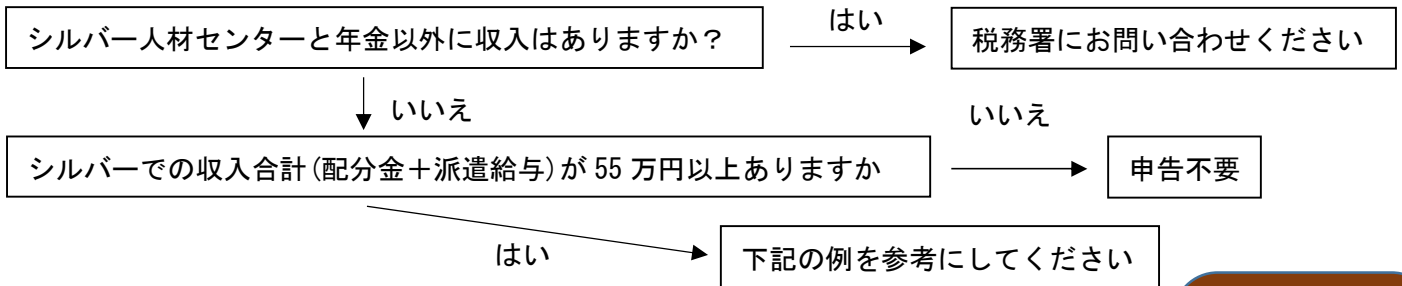 シルバー人材センターと年金以外に収入はありますか？
はい
税務署にお問い合わせください
いいえ
いいえ
シルバーでの収入合計(配分金＋派遣給与)が 55 万円以上ありますか
申告不要
はい
下記の例を参考にしてください